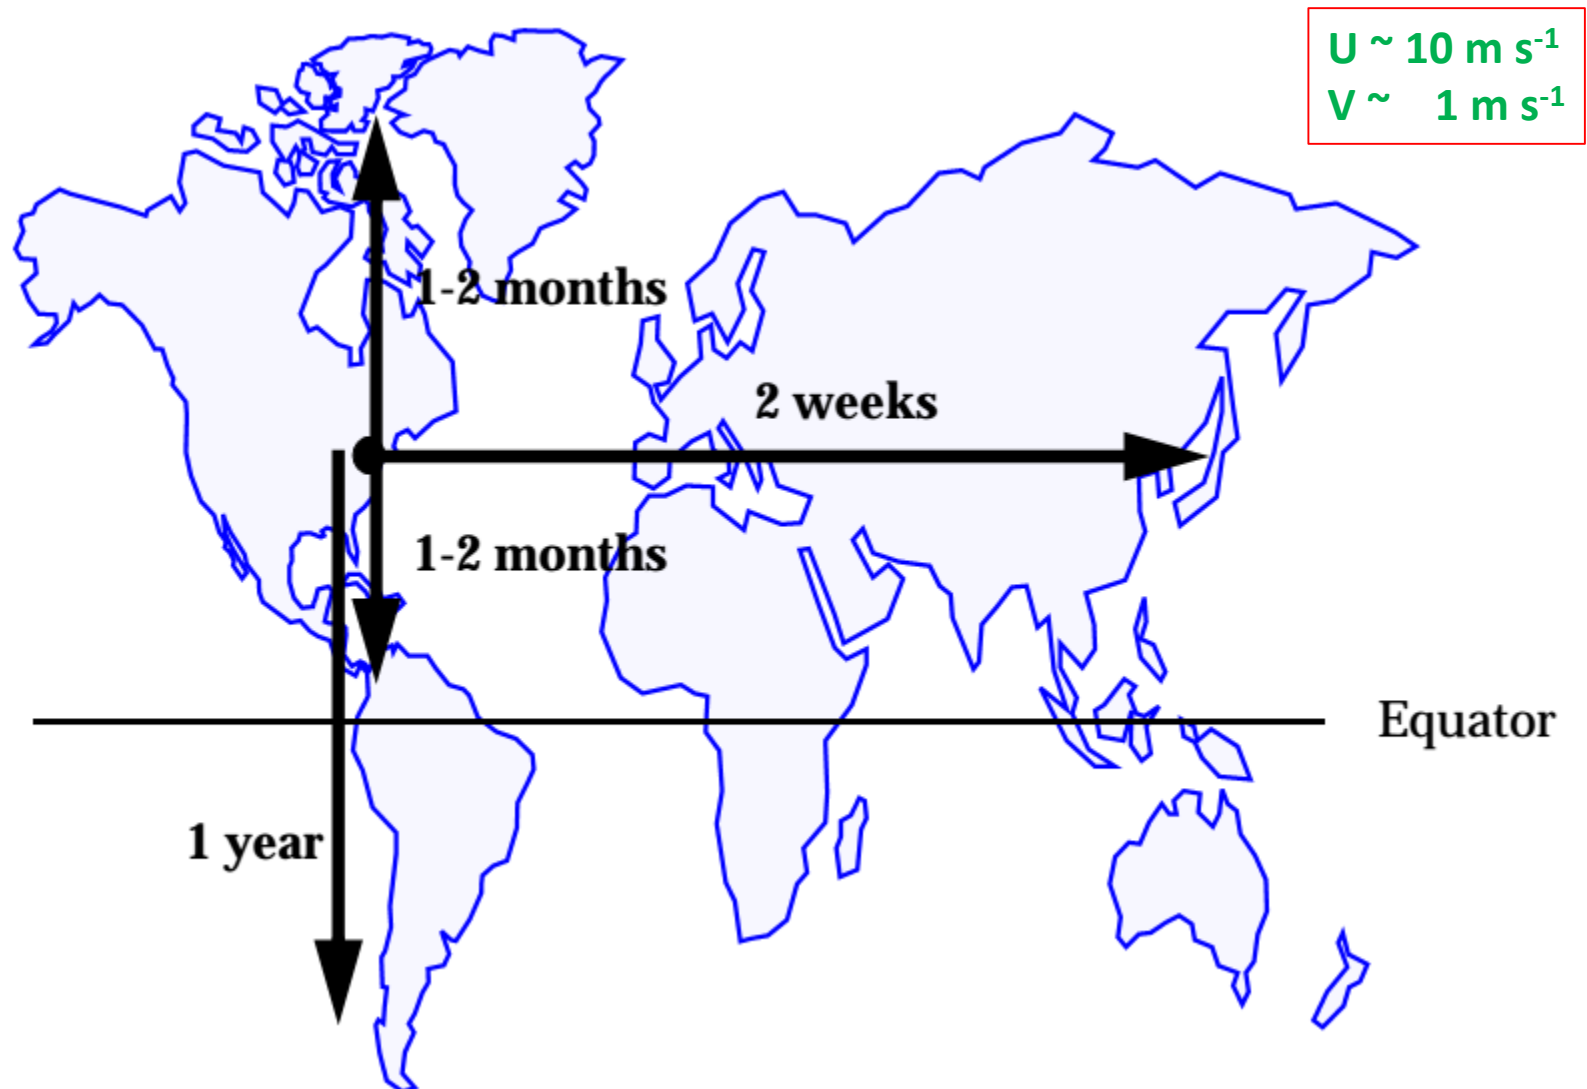 U ~ 10 m s⁻¹
V ~ 1 m s⁻¹
1-2 months
2 weeks
1-2 months
Equator
1 year